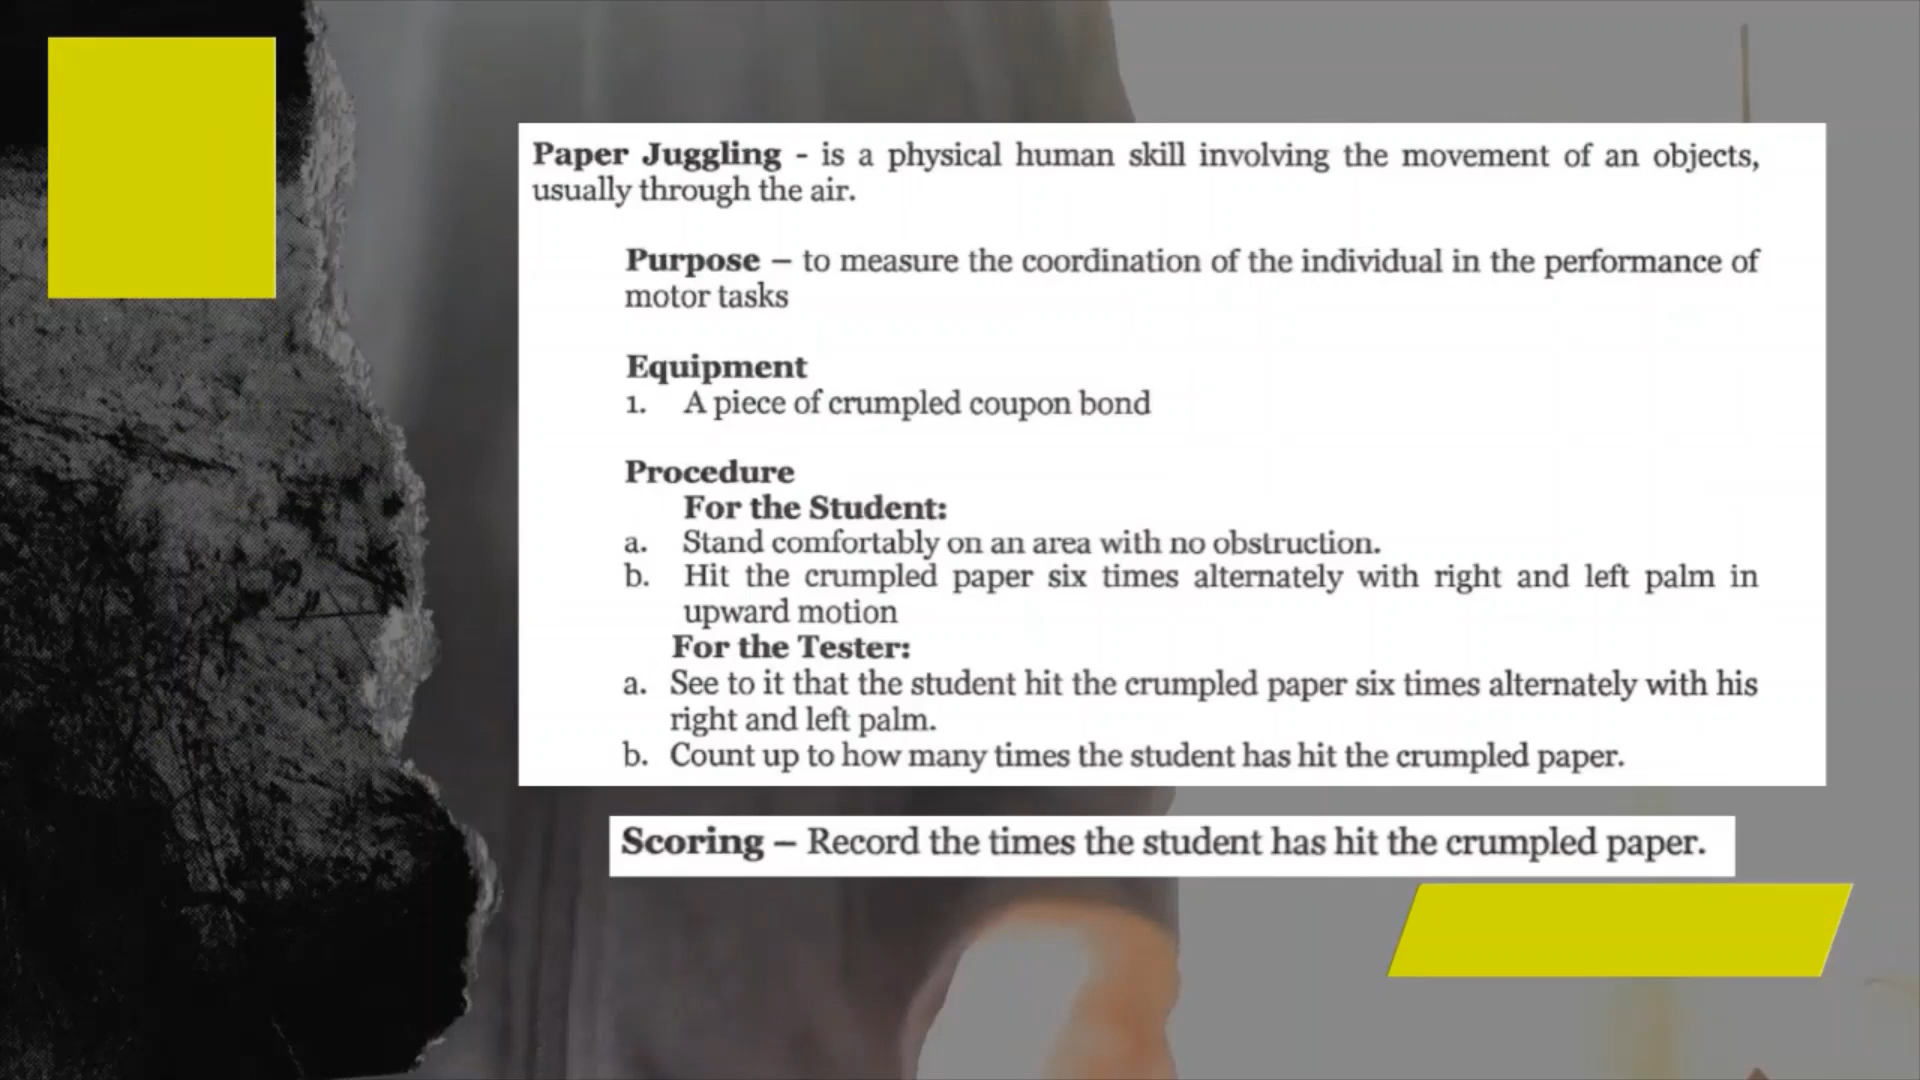 Paper Juggling - is a physical human skill involving the movement of an objects,
usually through the air.
Purpose – to measure the coordination of the individual in the performance of
motor tasks
Equipment
1. A piece of crumpled coupon bond
Procedure
For the Student:
a. Stand comfortably on an area with no obstruction.
b. Hit the crumpled paper six times alternately with right and left palm in
upward motion
For the Tester:
a. See to it that the student hit the crumpled paper six times alternately with his
right and left palm.
b. Count up to how many times the student has hit the crumpled paper.
Scoring – Record the times the student has hit the crumpled paper.